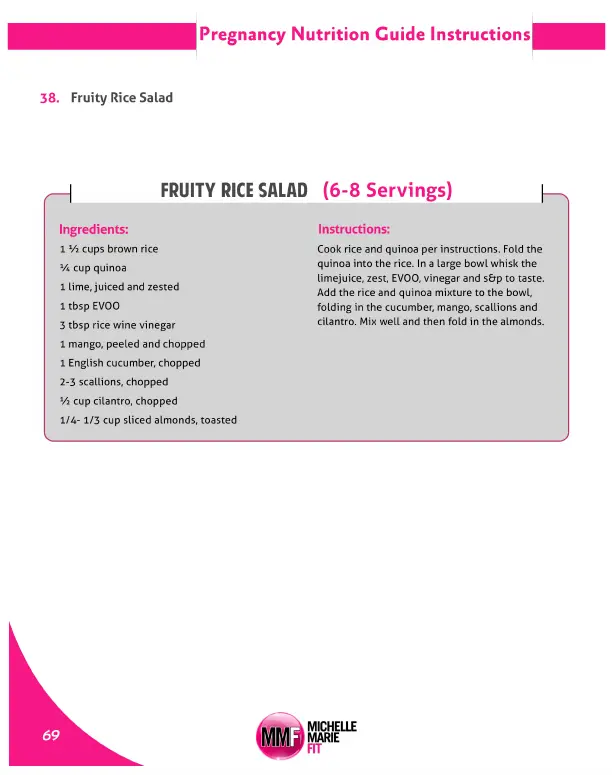 Pregnancy Nutrition Guide Instructions
38. Fruity Rice Salad
FRUITY RICE SALAD (6-8 Servings)
Ingredients:
1 ½ cups brown rice
¼ cup quinoa
1 lime, juiced and zested
1 tbsp EVOO
3 tbsp rice wine vinegar
1 mango, peeled and chopped
1 English cucumber, chopped
2-3 scallions, chopped
½ cup cilantro, chopped
1/4- 1/3 cup sliced almonds, toasted
Instructions:
Cook rice and quinoa per instructions. Fold the
quinoa into the rice. In a large bowl whisk the
limejuice, zest, EVOO, vinegar and s&p to taste.
Add the rice and quinoa mixture to the bowl,
folding in the cucumber, mango, scallions and
cilantro. Mix well and then fold in the almonds.
69
MMF
MICHELLE
MARIE
FIT